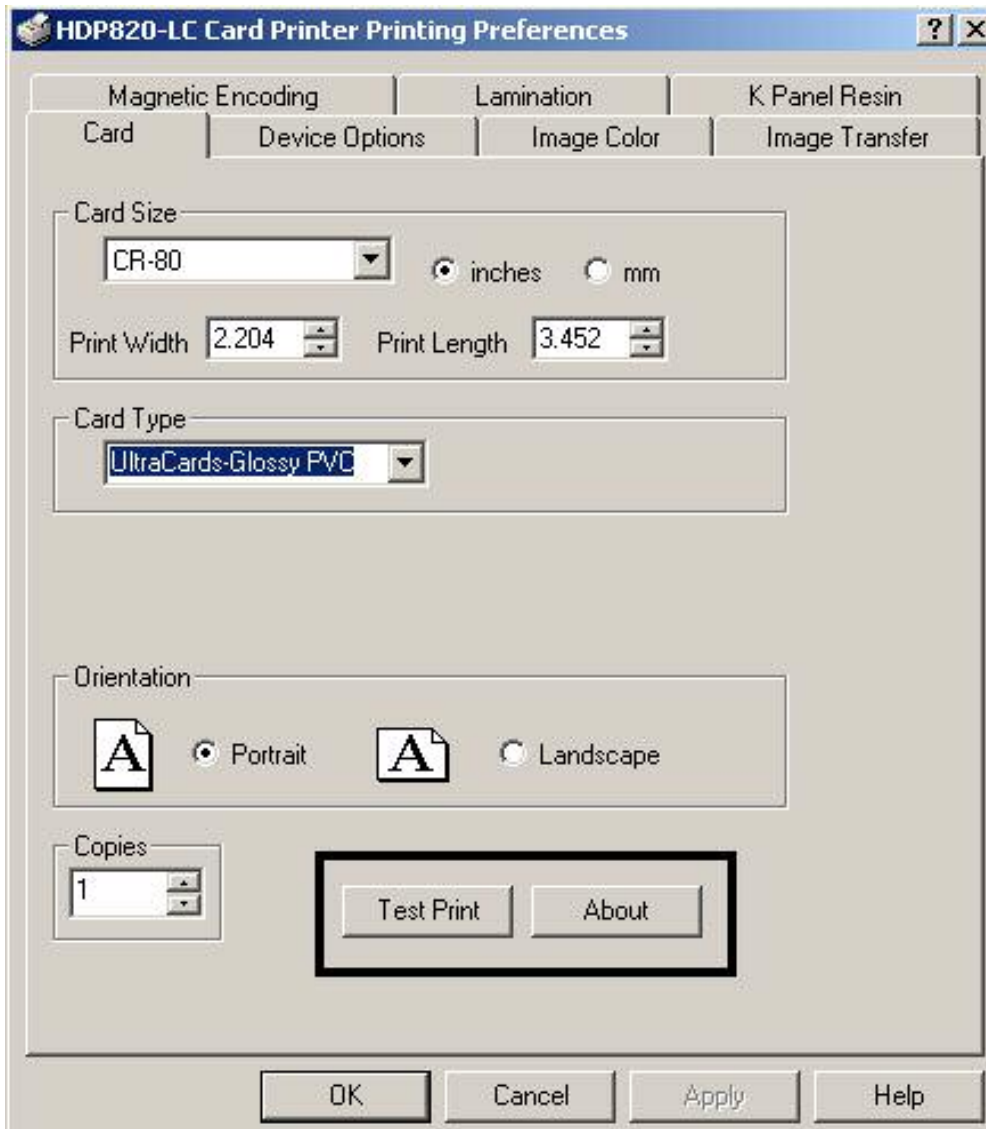 HDP820-LC Card Printer Printing Preferences
Magnetic Encoding Lamination K Panel Resin
Card Device Options Image Color Image Transfer
Card Size
CR-80 inches mm
Print Width 2.204 Print Length 3.452
Card Type
UltraCards-Glossy PVC
Orientation
A Portrait A Landscape
Copies
1
Test Print About
OK Cancel Apply Help